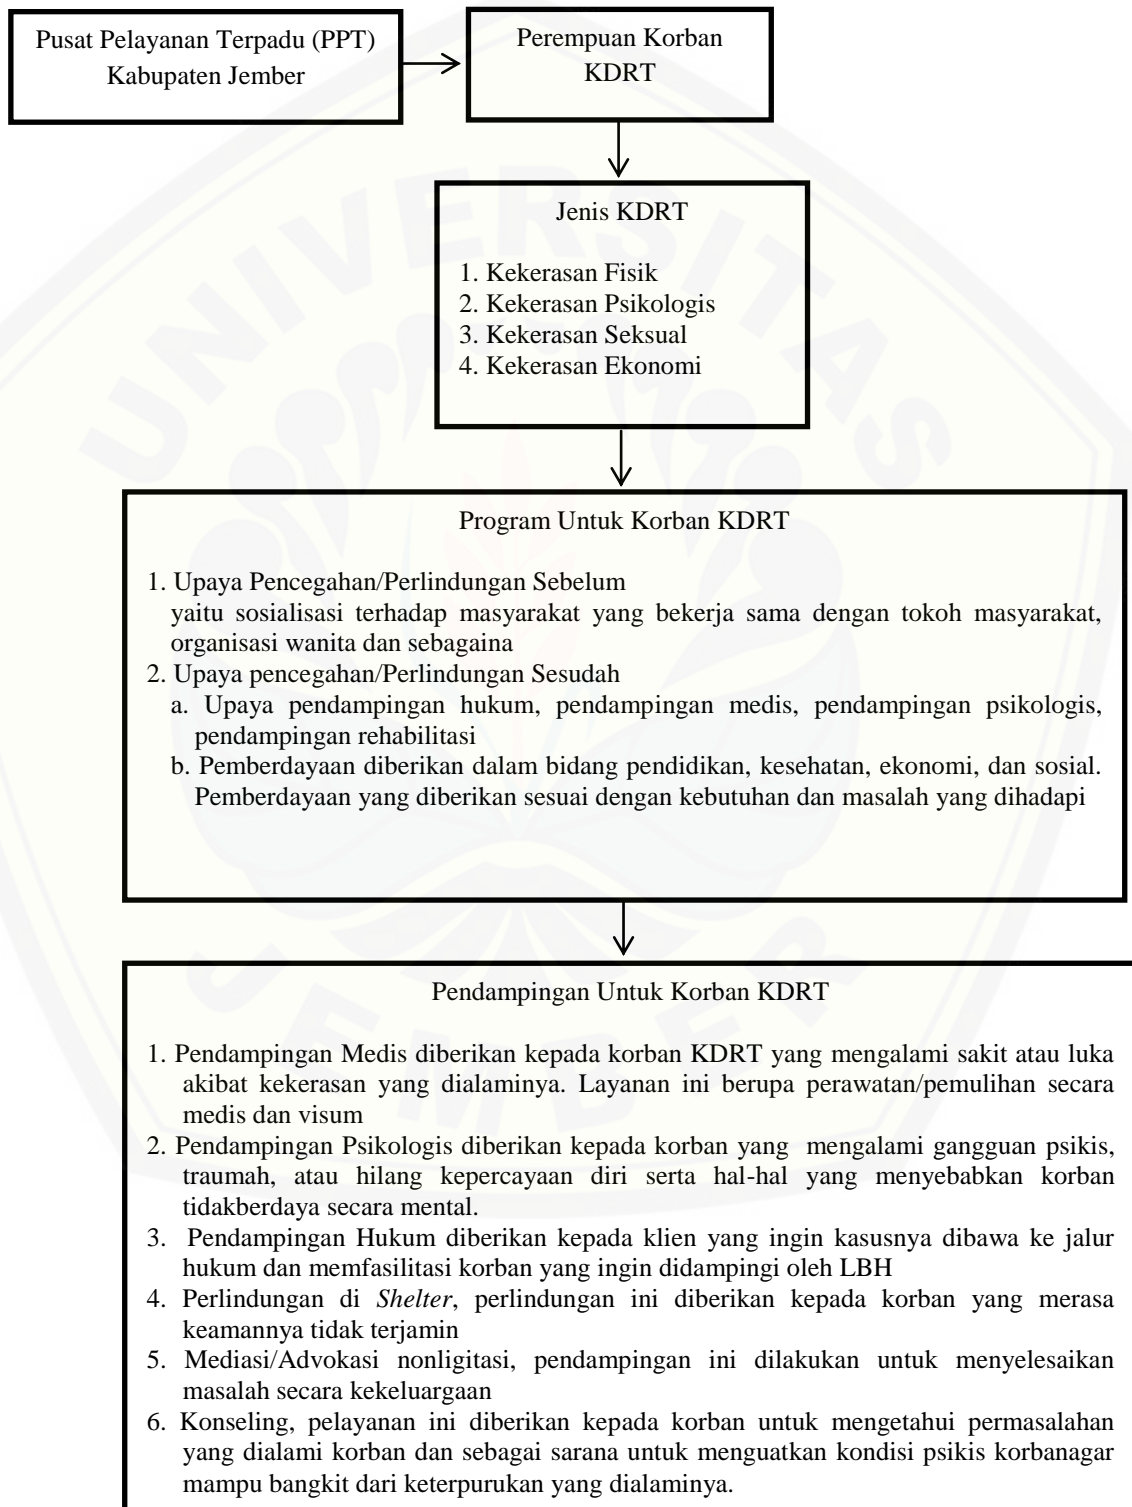 Pusat Pelayanan Terpadu (PPT)
Kabupaten Jember
Perempuan Korban
KDRT
Jenis KDRT
1. Kekerasan Fisik
2. Kekerasan Psikologis
3. Kekerasan Seksual
4. Kekerasan Ekonomi
Program Untuk Korban KDRT
1. Upaya Pencegahan/Perlindungan Sebelum
yaitu sosialisasi terhadap masyarakat yang bekerja sama dengan tokoh masyarakat,
organisasi wanita dan sebagaina
2. Upaya pencegahan/Perlindungan Sesudah
a. Upaya pendampingan hukum, pendampingan medis, pendampingan psikologis,
pendampingan rehabilitasi
b. Pemberdayaan diberikan dalam bidang pendidikan, kesehatan, ekonomi, dan sosial.
Pemberdayaan yang diberikan sesuai dengan kebutuhan dan masalah yang dihadapi
Pendampingan Untuk Korban KDRT
1. Pendampingan Medis diberikan kepada korban KDRT yang mengalami sakit atau luka
akibat kekerasan yang dialaminya. Layanan ini berupa perawatan/pemulihan secara
medis dan visum
2. Pendampingan Psikologis diberikan kepada korban yang mengalami gangguan psikis,
traumah, atau hilang kepercayaan diri serta hal-hal yang menyebabkan korban
tidakberdaya secara mental.
3. Pendampingan Hukum diberikan kepada klien yang ingin kasusnya dibawa ke jalur
hukum dan memfasilitasi korban yang ingin didampingi oleh LBH
4. Perlindungan di Shelter, perlindungan ini diberikan kepada korban yang merasa
keamannya tidak terjamin
5. Mediasi/Advokasi nonligitasi, pendampingan ini dilakukan untuk menyelesaikan
masalah secara kekeluargaan
6. Konseling, pelayanan ini diberikan kepada korban untuk mengetahui permasalahan
yang dialami korban dan sebagai sarana untuk menguatkan kondisi psikis korbanagar
mampu bangkit dari keterpurukan yang dialaminya.
UNIVERSITAS
JEMBER